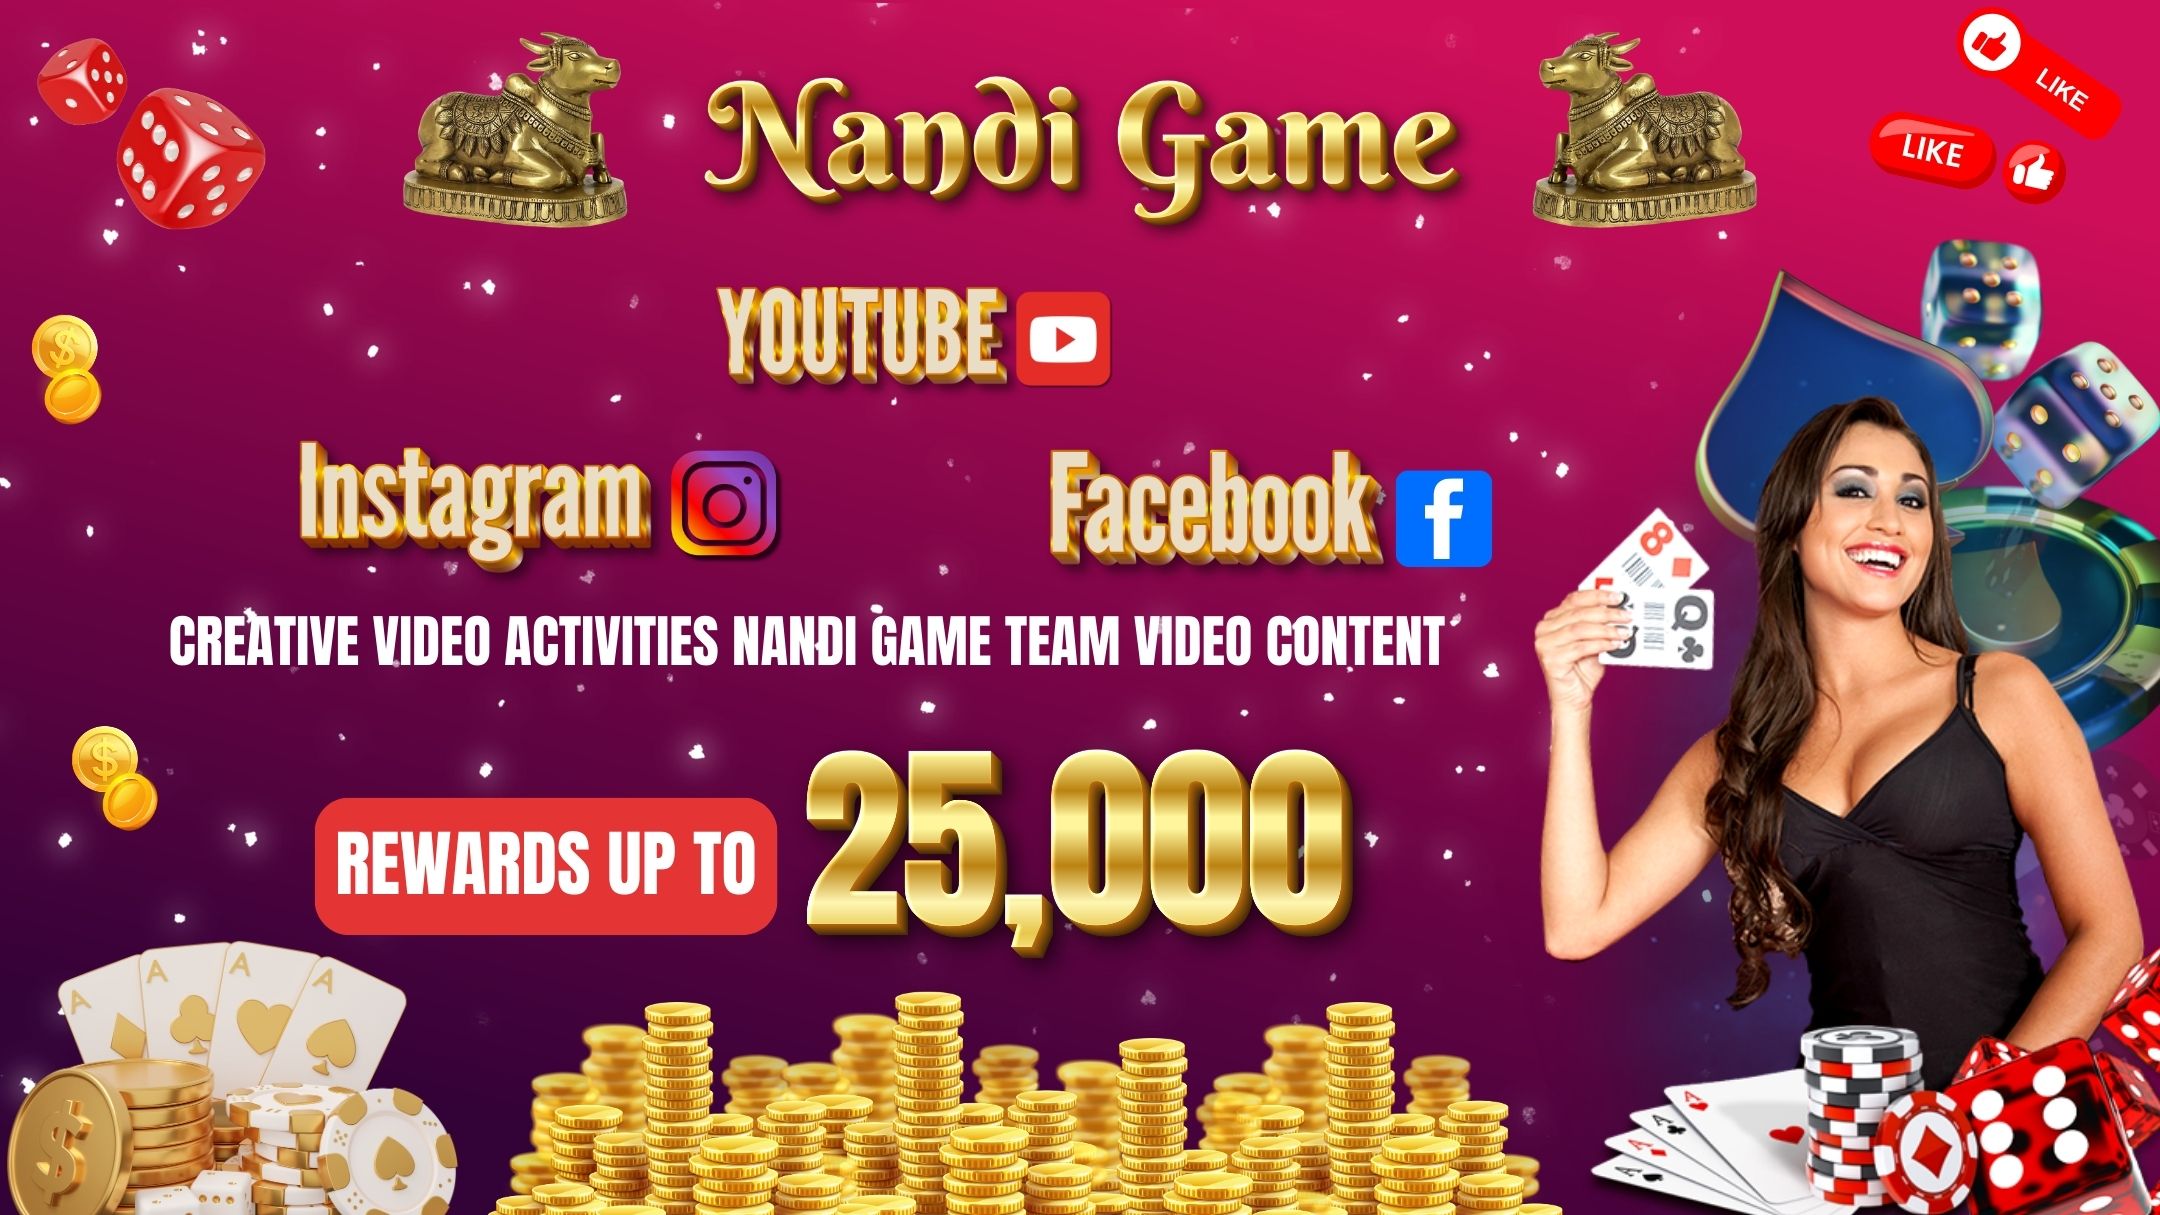 Nandi Game
LIKE
LIKE
YOUTUBE
Instagram
Facebook
CREATIVE VIDEO ACTIVITIES NANDI GAME TEAM VIDEO CONTENT
REWARDS UP TO
25,000
8
Q
A
A
A
A
A
A
A
A